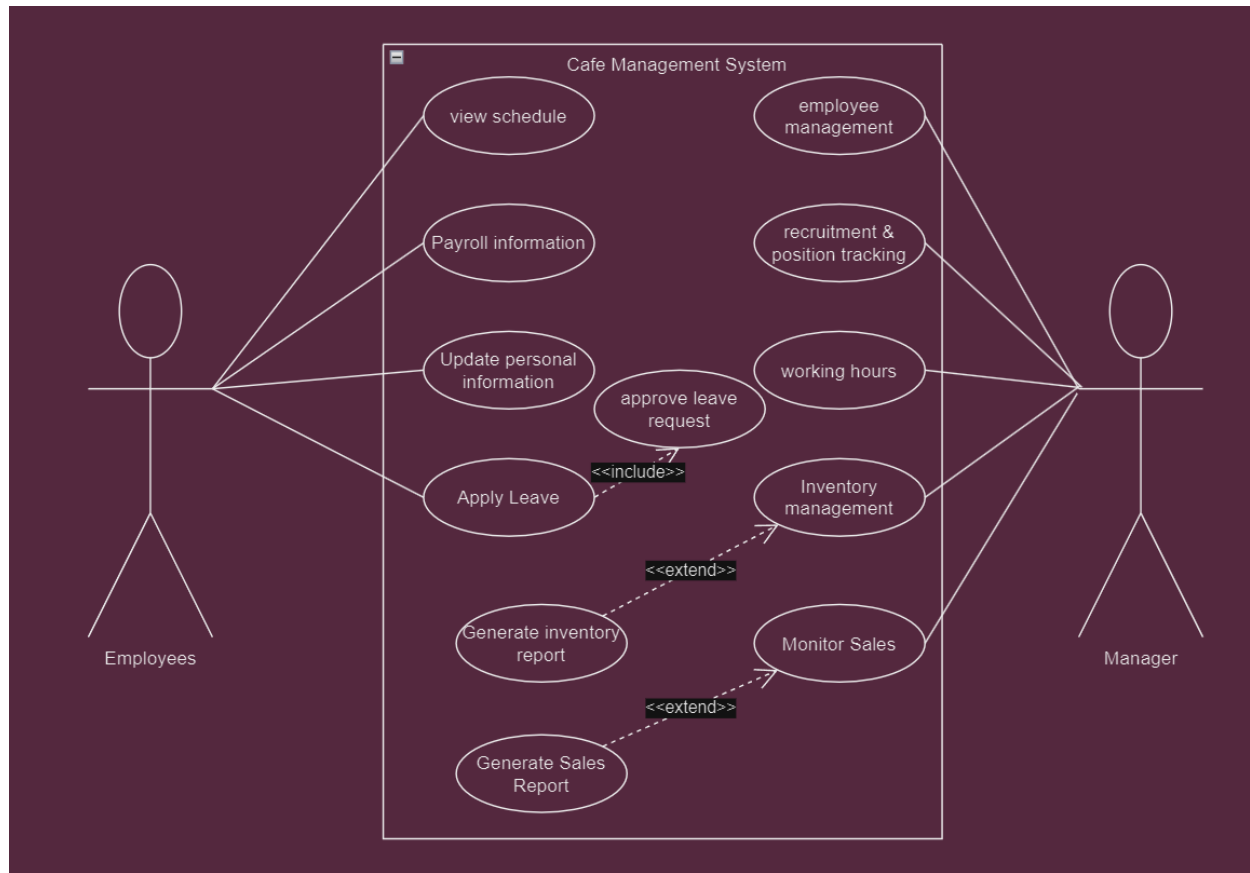 Cafe Management System
view schedule
employee
management
Payroll information
recruitment &
position tracking
Update personal
information
working hours
approve leave
request
<<include>>
Apply Leave
Inventory
management
<<extend>>
Generate inventory
report
Monitor Sales
Employees
Manager
<<extend>>
Generate Sales
Report